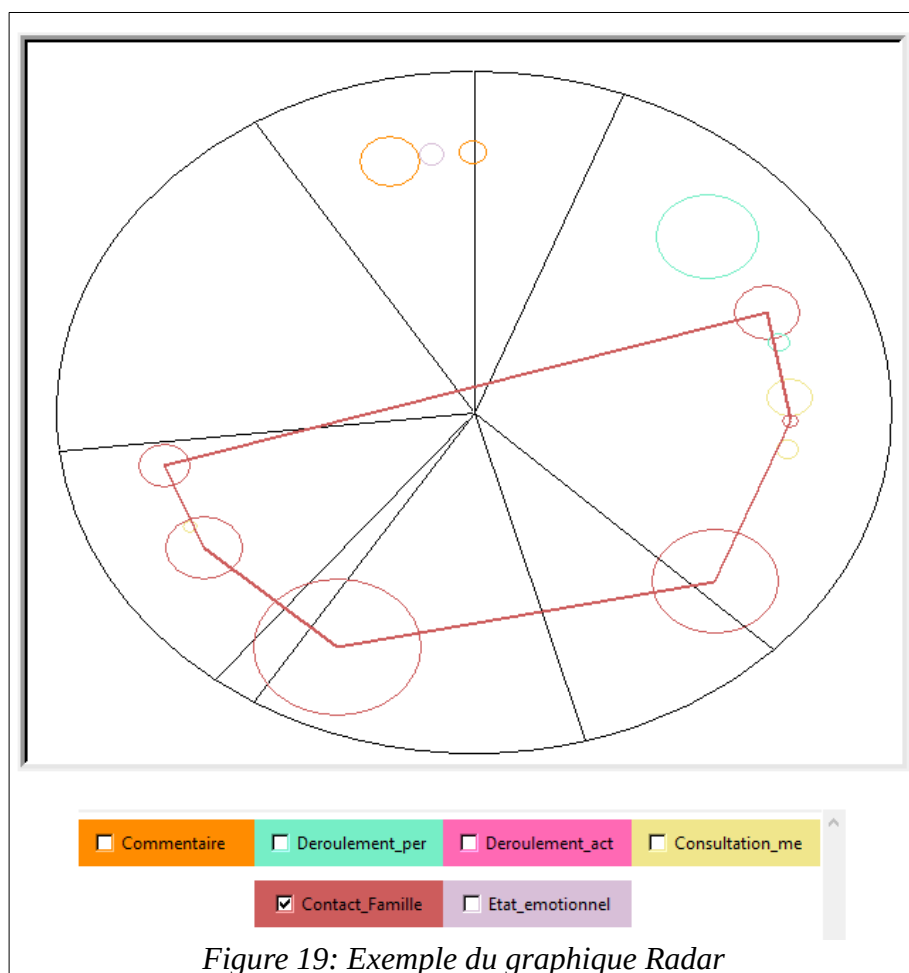 Commentaire Deroulement_per Deroulement_act Consultation_me
Contact_Famille Etat_emotionnel
Figure 19: Exemple du graphique Radar